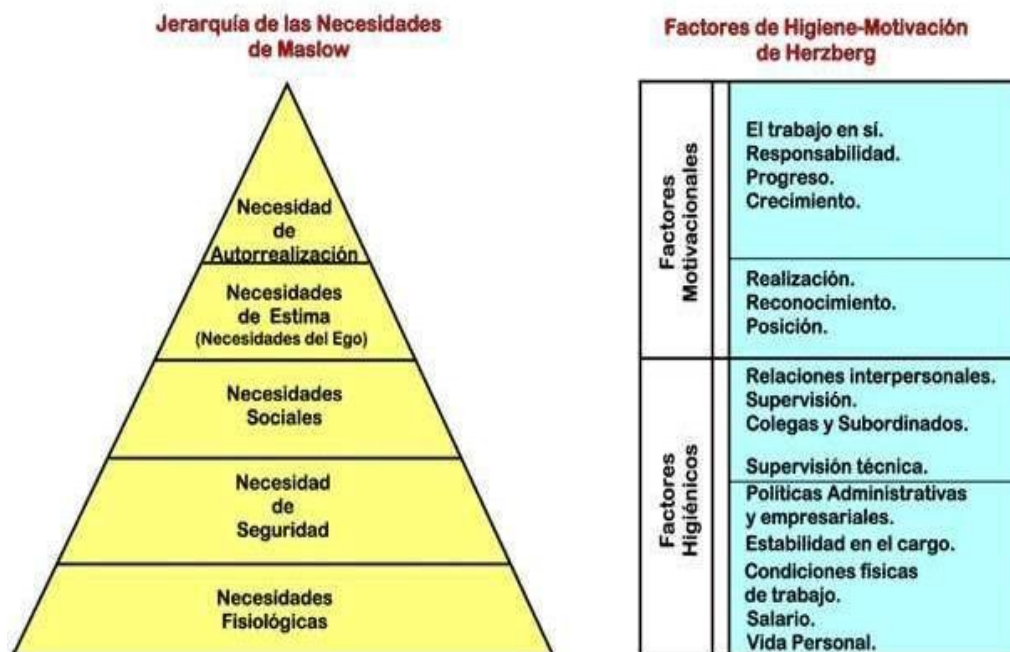 Jerarquía de las Necesidades
de Maslow
Necesidad
de
Autorrealización
Necesidades
de Estima
(Necesidades del Ego)
Necesidades
Sociales
Necesidad
de
Seguridad
Necesidades
Fisiológicas
Factores de Higiene-Motivación
de Herzberg
Factores
Motivacionales
El trabajo en sí.
Responsabilidad.
Progreso.
Crecimiento.
Realización.
Reconocimiento.
Posición.
Factores
Higiénicos
Relaciones interpersonales.
Supervisión.
Colegas y Subordinados.
Supervisión técnica.
Políticas Administrativas
y empresariales.
Estabilidad en el cargo.
Condiciones físicas
de trabajo.
Salario.
Vida Personal.